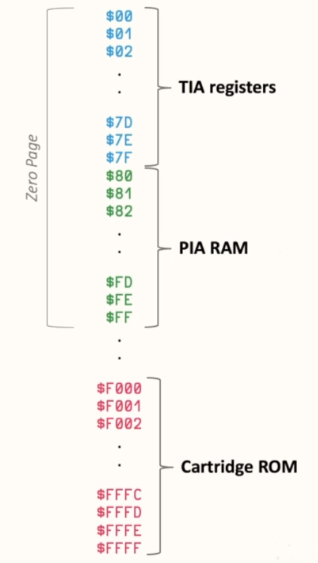 $00
$01
$02
.
.
TIA registers
$7D
$7E
$7F
Zero Page
$80
$81
$82
.
.
PIA RAM
$FD
$FE
$FF
.
.
$F000
$F001
$F002
.
.
Cartridge ROM
$FFFC
$FFFD
$FFFE
$FFFF